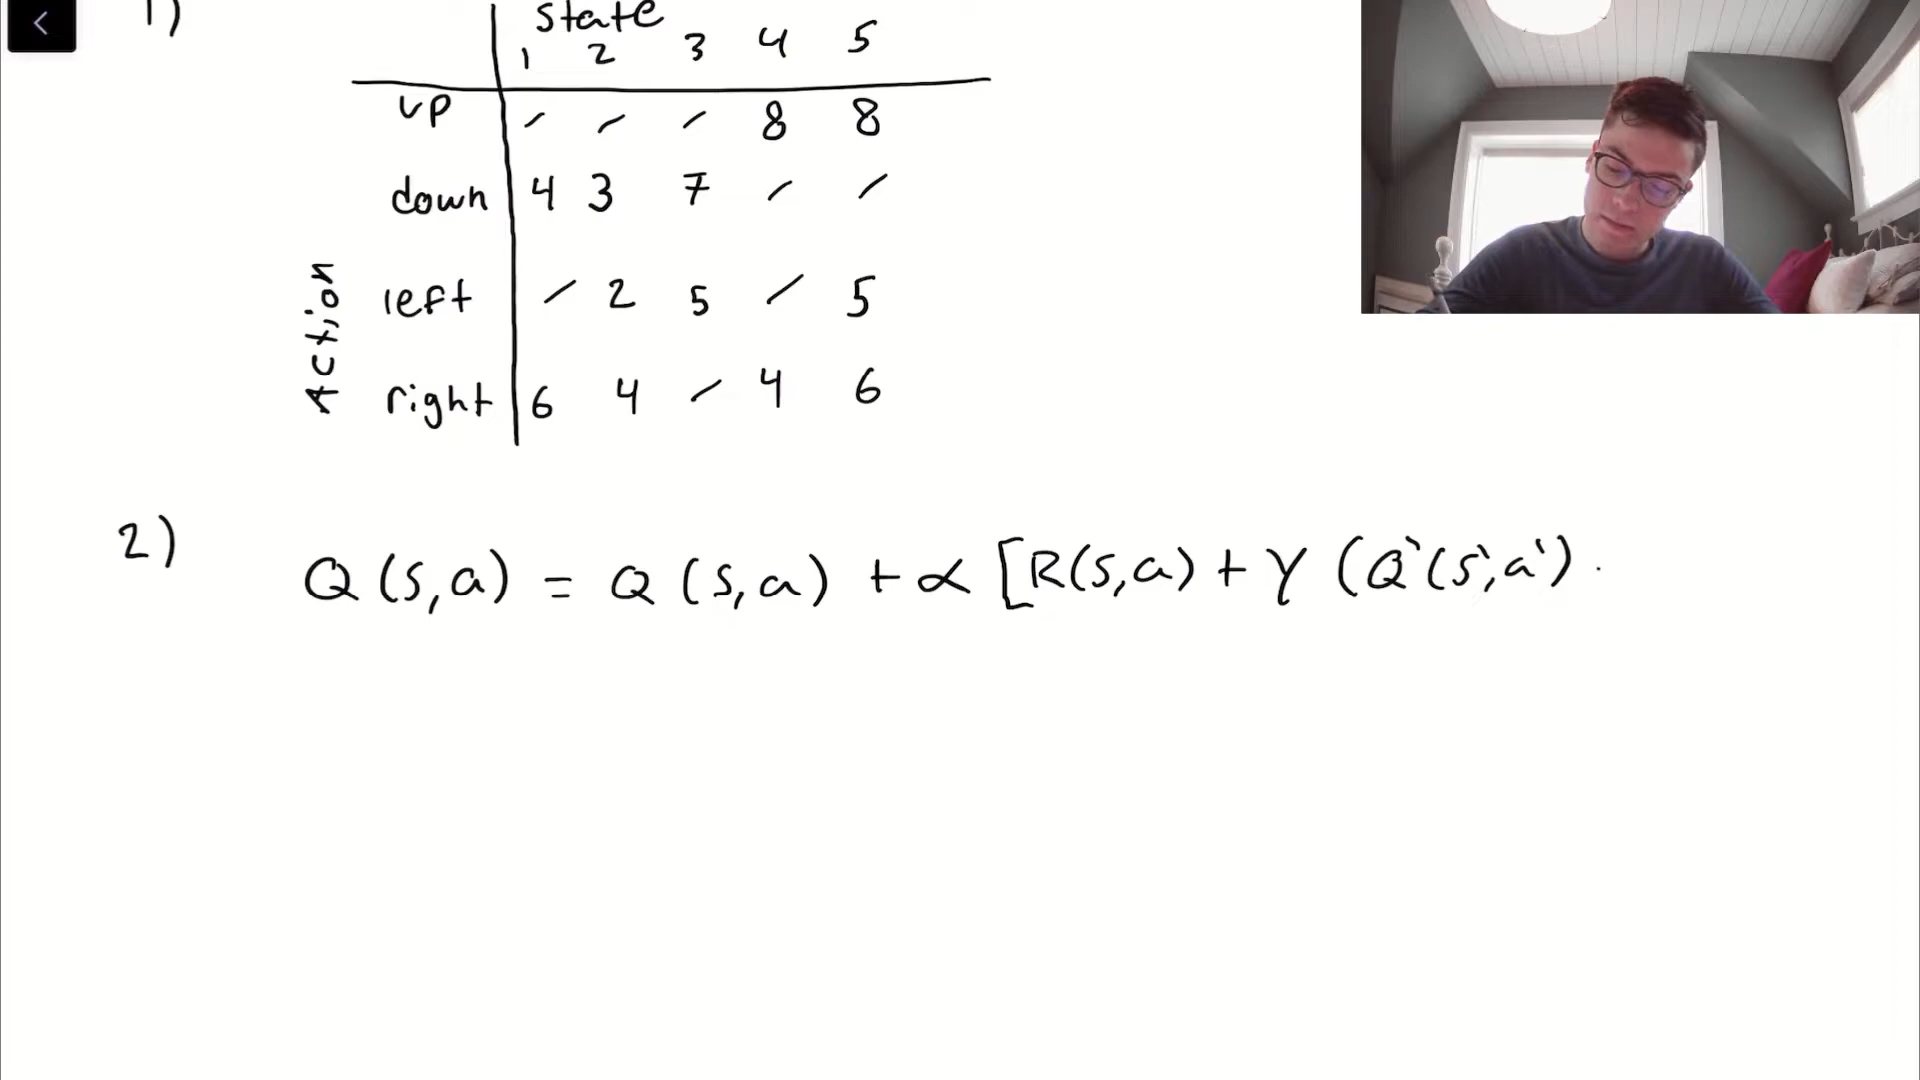 1)
state
1 2 3 4 5
up / / / 8 8
down 4 3 7 / /
Action
left / 2 5 / 5
right 6 4 / 4 6
2)
Q (s,a) = Q (s,a) + α [R(s,a) + γ (Q'(s',a') .